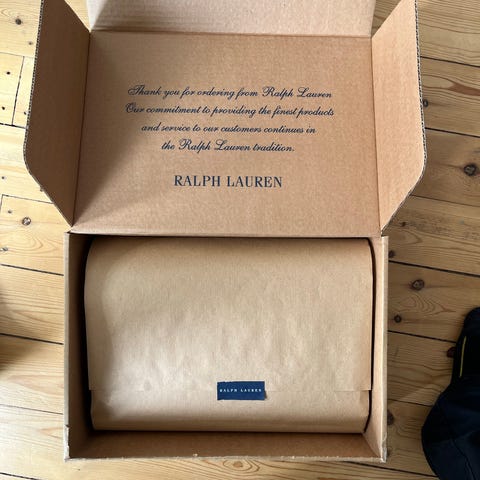 Thank you for ordering from Ralph Lauren
Our commitment to providing the finest products
and service to our customers continues in
the Ralph Lauren tradition.
RALPH LAUREN
RALPH LAUREN